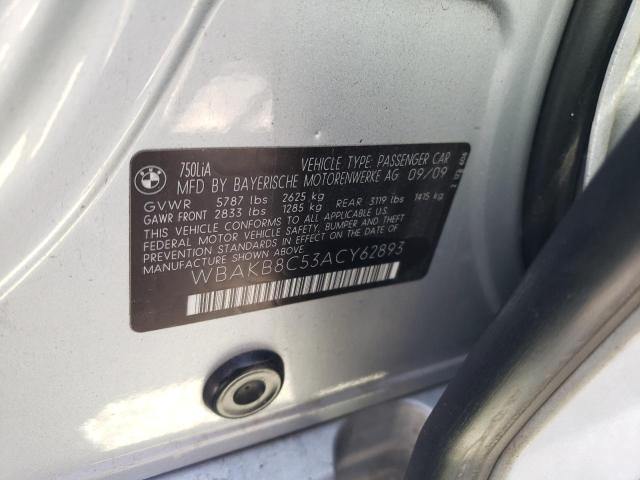 750LiA
VEHICLE TYPE: PASSENGER CAR
MFD BY BAYERISCHE MOTORENWERKE AG 09/09
GVWR 5787 lbs 2625 kg
GAWR FRONT 2833 lbs 1285 kg REAR 3119 lbs 1415 kg
THIS VEHICLE CONFORMS TO ALL APPLICABLE U.S.
FEDERAL MOTOR VEHICLE SAFETY, BUMPER AND THEFT
PREVENTION STANDARDS IN EFFECT ON THE DATE OF
MANUFACTURE SHOWN ABOVE
WBAKB8C53ACY62893